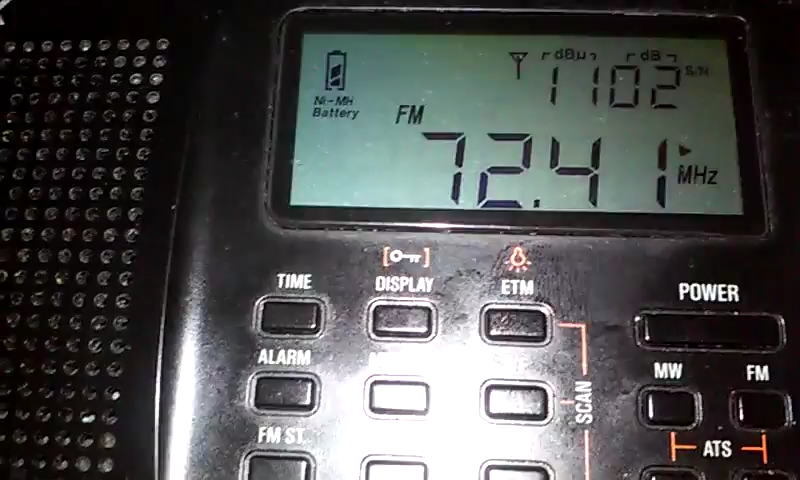 dBμ dB
1102 S/N
Ni-MH
Battery
FM
72.41 MHz
TIME
DISPLAY
ETM
POWER
ALARM
MW
FM
SCAN
FM ST.
ATS